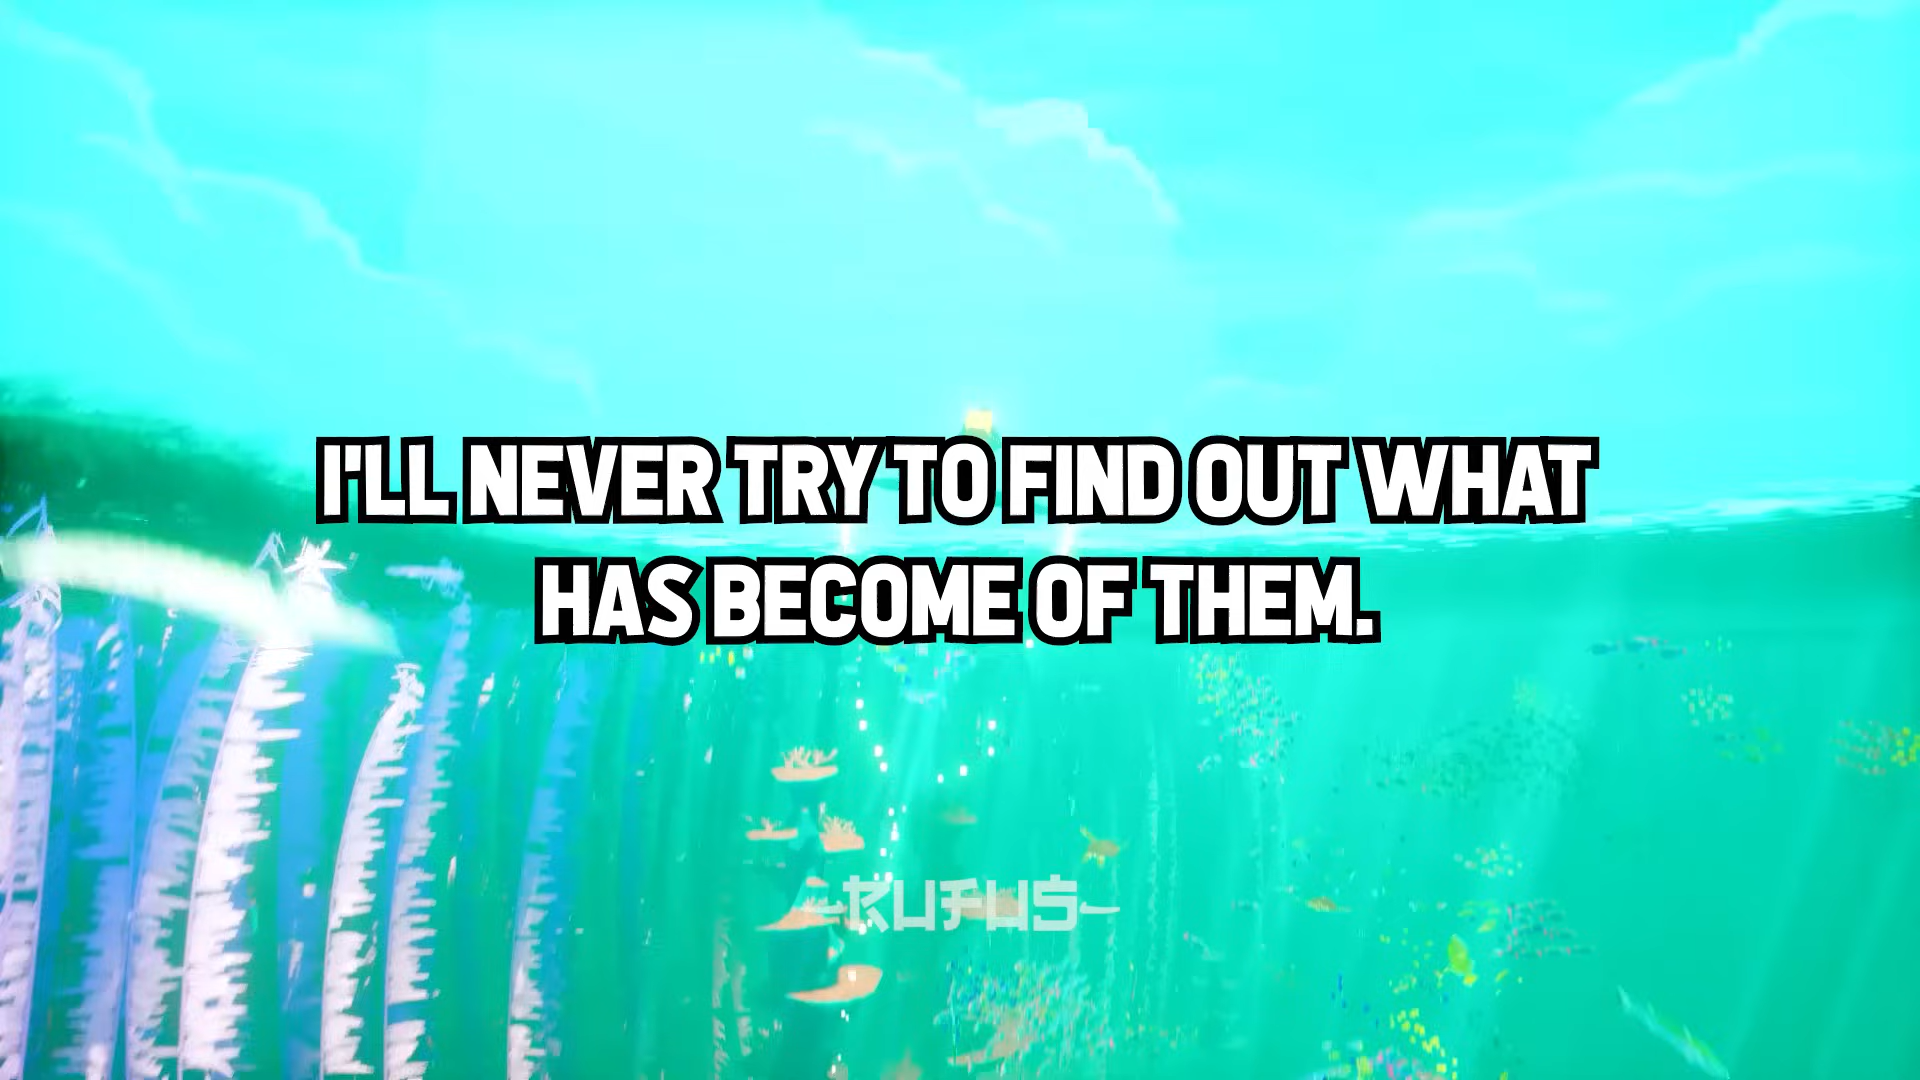 I'LL NEVER TRY TO FIND OUT WHAT
HAS BECOME OF THEM.
-RUFUS-